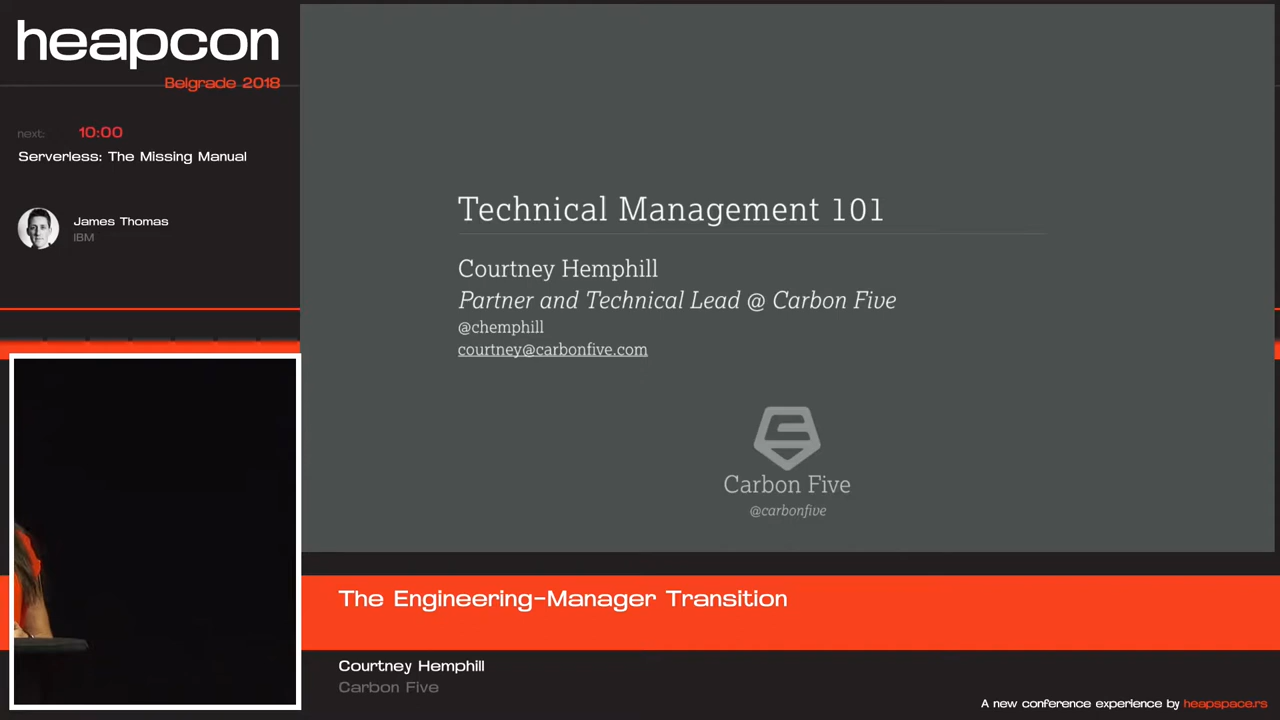 heapcon
Belgrade 2018
next: 10:00
Serverless: The Missing Manual
James Thomas
IBM
Technical Management 101
Courtney Hemphill
Partner and Technical Lead @ Carbon Five
@chemphill
courtney@carbonfive.com
Carbon Five
@carbonfive
The Engineering-Manager Transition
Courtney Hemphill
Carbon Five
A new conference experience by heapspace.rs